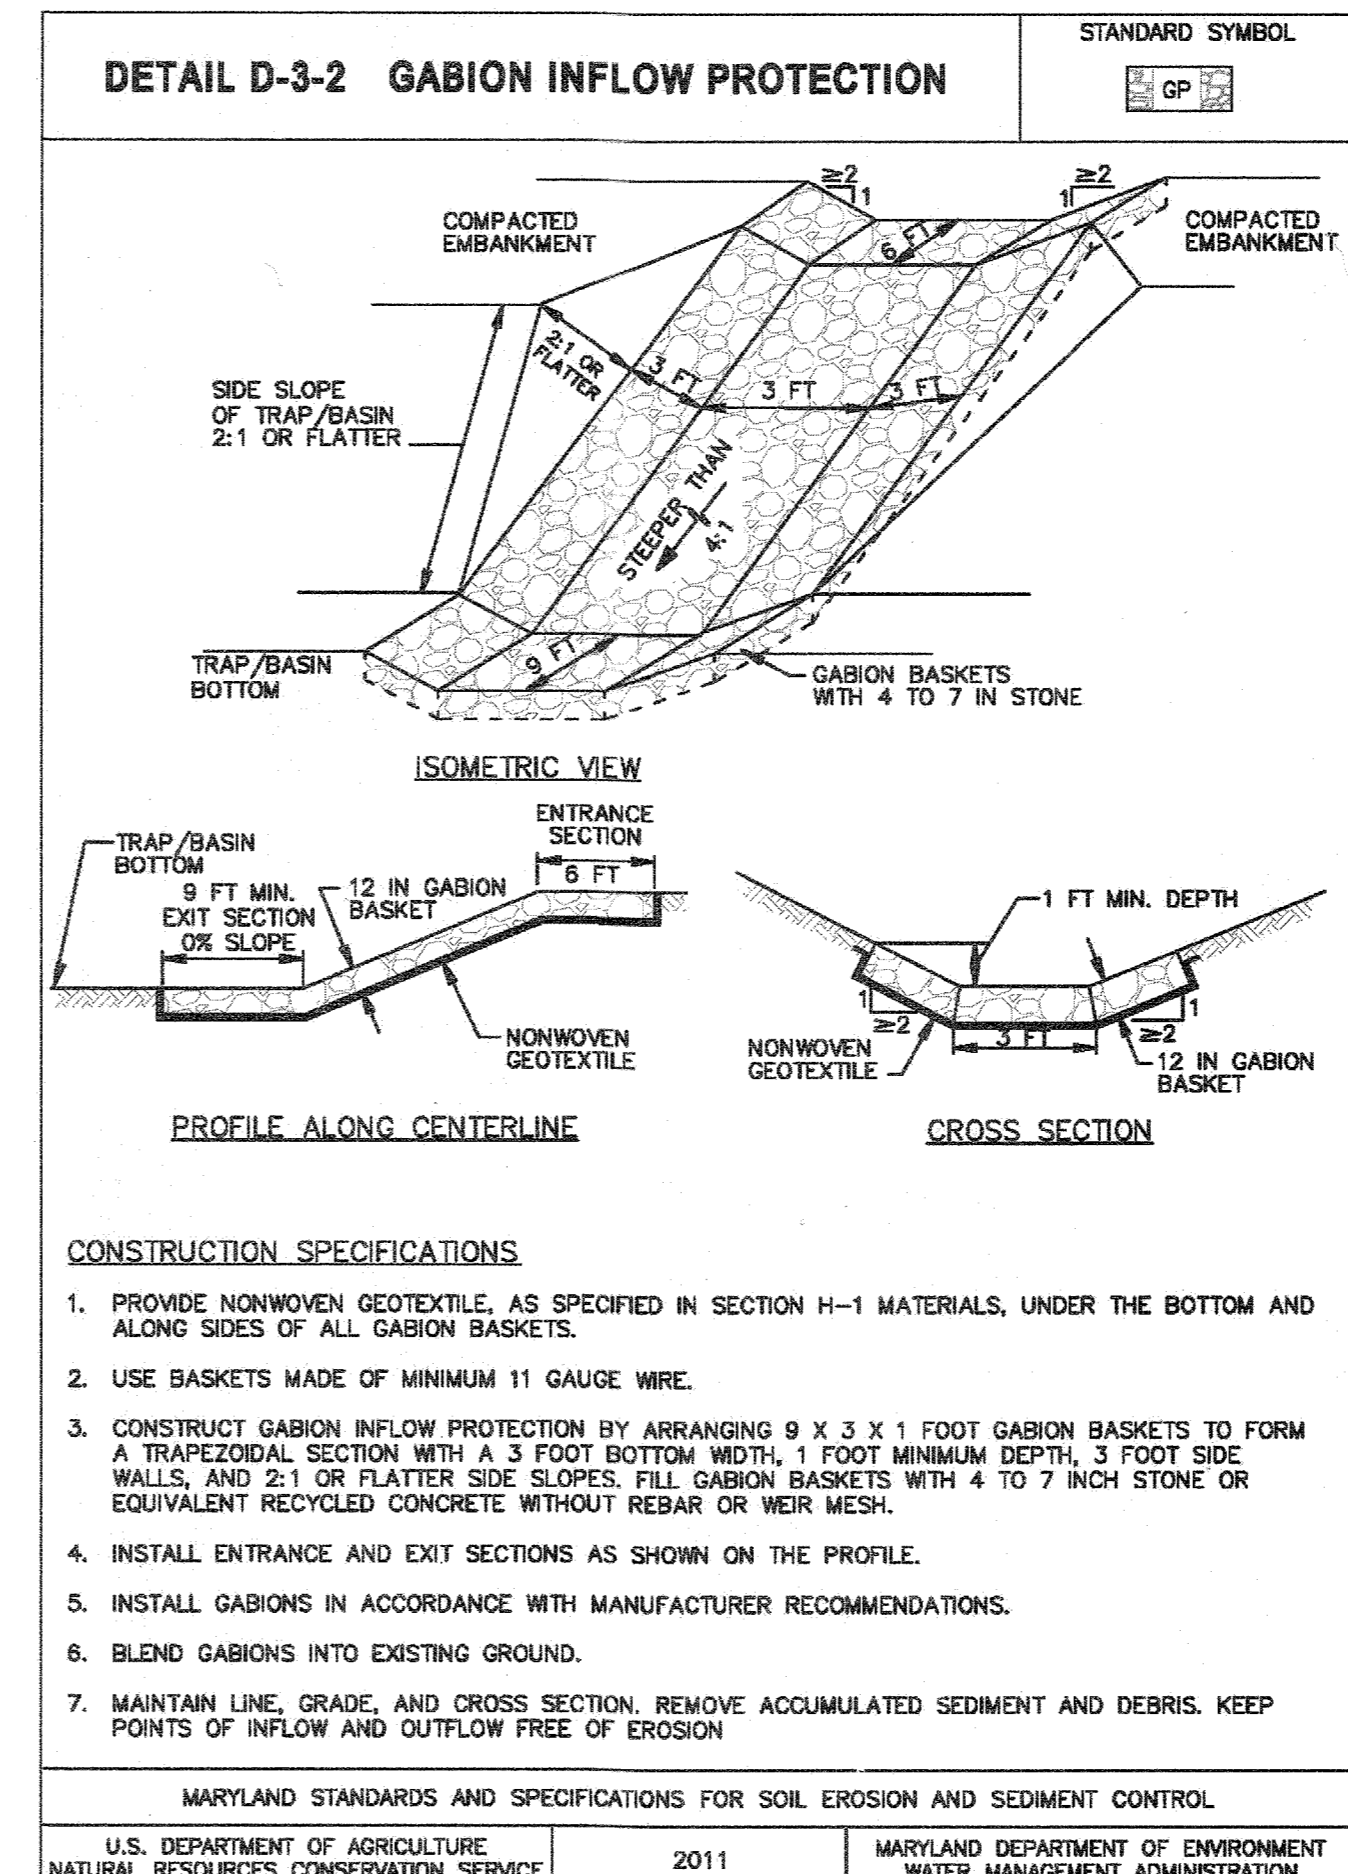 DETAIL D-3-2 GABION INFLOW PROTECTION
STANDARD SYMBOL
GP
≥2
1
≥2
1
COMPACTED
EMBANKMENT
COMPACTED
EMBANKMENT
6 FT
2:1 OR
FLATTER
3 FT
3 FT
3 FT
SIDE SLOPE
OF TRAP/BASIN
2:1 OR FLATTER
STEEPER THAN
4:1
9 FT
TRAP/BASIN
BOTTOM
GABION BASKETS
WITH 4 TO 7 IN STONE
ISOMETRIC VIEW
TRAP/BASIN
BOTTOM
9 FT MIN.
EXIT SECTION
0% SLOPE
12 IN GABION
BASKET
ENTRANCE
SECTION
6 FT
NONWOVEN
GEOTEXTILE
PROFILE ALONG CENTERLINE
1 FT MIN. DEPTH
1
≥2
3 FT
1
≥2
NONWOVEN
GEOTEXTILE
12 IN GABION
BASKET
CROSS SECTION
CONSTRUCTION SPECIFICATIONS
1. PROVIDE NONWOVEN GEOTEXTILE, AS SPECIFIED IN SECTION H-1 MATERIALS, UNDER THE BOTTOM AND
ALONG SIDES OF ALL GABION BASKETS.
2. USE BASKETS MADE OF MINIMUM 11 GAUGE WIRE.
3. CONSTRUCT GABION INFLOW PROTECTION BY ARRANGING 9 X 3 X 1 FOOT GABION BASKETS TO FORM
A TRAPEZOIDAL SECTION WITH A 3 FOOT BOTTOM WIDTH, 1 FOOT MINIMUM DEPTH, 3 FOOT SIDE
WALLS, AND 2:1 OR FLATTER SIDE SLOPES. FILL GABION BASKETS WITH 4 TO 7 INCH STONE OR
EQUIVALENT RECYCLED CONCRETE WITHOUT REBAR OR WEIR MESH.
4. INSTALL ENTRANCE AND EXIT SECTIONS AS SHOWN ON THE PROFILE.
5. INSTALL GABIONS IN ACCORDANCE WITH MANUFACTURER RECOMMENDATIONS.
6. BLEND GABIONS INTO EXISTING GROUND.
7. MAINTAIN LINE, GRADE, AND CROSS SECTION. REMOVE ACCUMULATED SEDIMENT AND DEBRIS. KEEP
POINTS OF INFLOW AND OUTFLOW FREE OF EROSION
MARYLAND STANDARDS AND SPECIFICATIONS FOR SOIL EROSION AND SEDIMENT CONTROL
U.S. DEPARTMENT OF AGRICULTURE
NATURAL RESOURCES CONSERVATION SERVICE
2011
MARYLAND DEPARTMENT OF ENVIRONMENT
WATER MANAGEMENT ADMINISTRATION